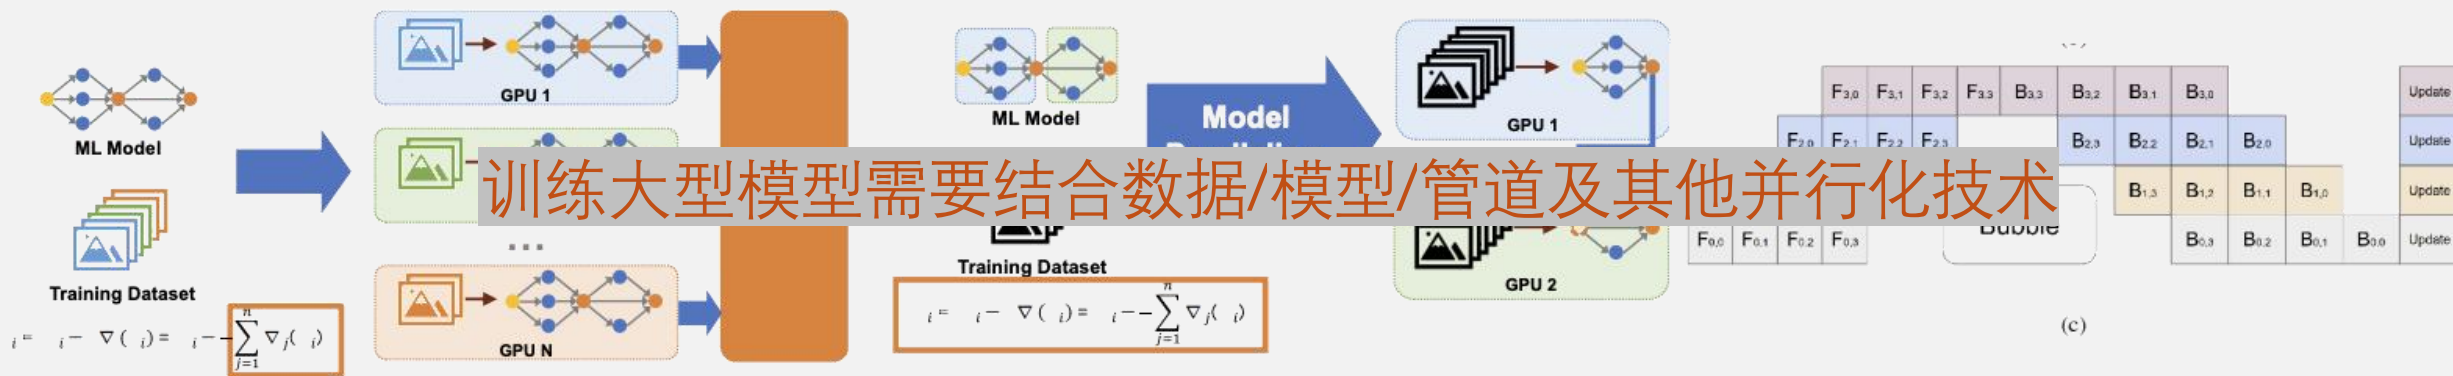 ML Model
Training Dataset
i = i − ∇( i) = i − − ∑ n j=1 ∇ j( i)
GPU 1
...
GPU N
ML Model
Training Dataset
i = i − ∇( i) = i − − ∑ n j=1 ∇ j( i)
Model
GPU 1
GPU 2
训练大型模型需要结合数据/模型/管道及其他并行化技术
F3,0 F3,1 F3,2 F3,3 B3,3 B3,2 B3,1 B3,0 Update
F2,0 F2,1 F2,2 F2,3 B2,3 B2,2 B2,1 B2,0 Update
B1,3 B1,2 B1,1 B1,0 Update
F0,0 F0,1 F0,2 F0,3 Bubble B0,3 B0,2 B0,1 B0,0 Update
(c)